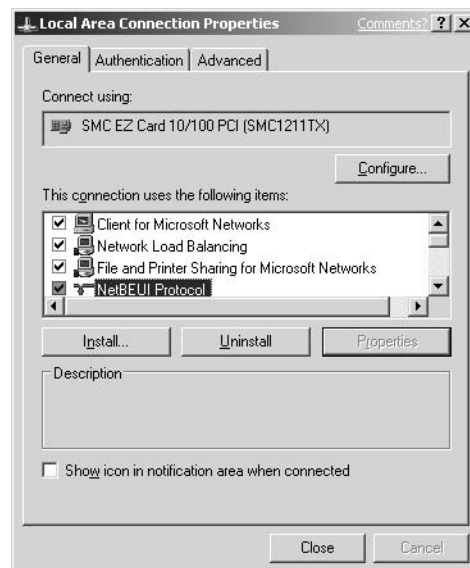 Local Area Connection Properties Comments? ? X
General Authentication Advanced
Connect using:
SMC EZ Card 10/100 PCI (SMC1211TX)
Configure...
This connection uses the following items:
Client for Microsoft Networks
Network Load Balancing
File and Printer Sharing for Microsoft Networks
NetBEUI Protocol
Install... Uninstall Properties
Description
Show icon in notification area when connected
Close Cancel